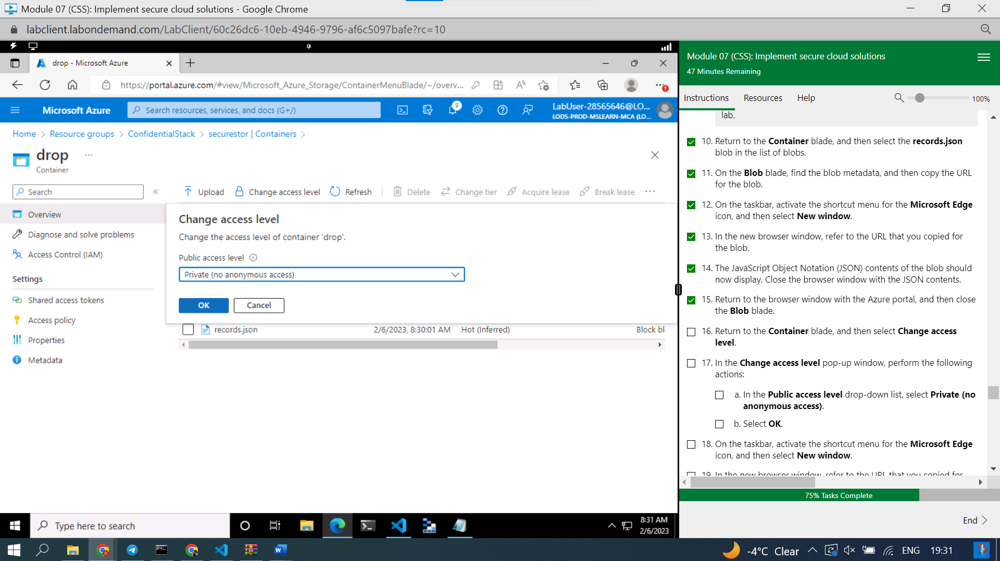 Module 07 (CSS): Implement secure cloud solutions - Google Chrome
labclient.labondemand.com/LabClient/60c26dc6-10eb-4946-9796-af6c5097bafe?rc=10
drop - Microsoft Azure
https://portal.azure.com/#view/Microsoft_Azure_Storage/ContainerMenuBlade/~/overv...
Microsoft Azure
Search resources, services, and docs (G+/)
9
LabUser-28565646@LO...
LODS-PROD-MSLEARN-MCA (LO...
Home > Resource groups > ConfidentialStack > securestor | Containers >
drop ...
Container
Search
Upload Change access level Refresh Delete Change tier Acquire lease Break lease ...
Overview
Diagnose and solve problems
Access Control (IAM)
Settings
Shared access tokens
Access policy
Properties
Metadata
Change access level
Change the access level of container 'drop'.
Public access level
Private (no anonymous access)
OK Cancel
records.json 2/6/2023, 8:30:01 AM Hot (Inferred) Block bl
Type here to search
8:31 AM
2/6/2023
Module 07 (CSS): Implement secure cloud solutions
47 Minutes Remaining
Instructions Resources Help 100%
lab.
10. Return to the Container blade, and then select the records.json
blob in the list of blobs.
11. On the Blob blade, find the blob metadata, and then copy the URL
for the blob.
12. On the taskbar, activate the shortcut menu for the Microsoft Edge
icon, and then select New window.
13. In the new browser window, refer to the URL that you copied for
the blob.
14. The JavaScript Object Notation (JSON) contents of the blob should
now display. Close the browser window with the JSON contents.
15. Return to the browser window with the Azure portal, and then close
the Blob blade.
16. Return to the Container blade, and then select Change access
level.
17. In the Change access level pop-up window, perform the following
actions:
a. In the Public access level drop-down list, select Private (no
anonymous access).
b. Select OK.
18. On the taskbar, activate the shortcut menu for the Microsoft Edge
icon, and then select New window.
19. In the new browser window, refer to the URL that you copied for
75% Tasks Complete
End >
-4°C Clear ENG 19:31